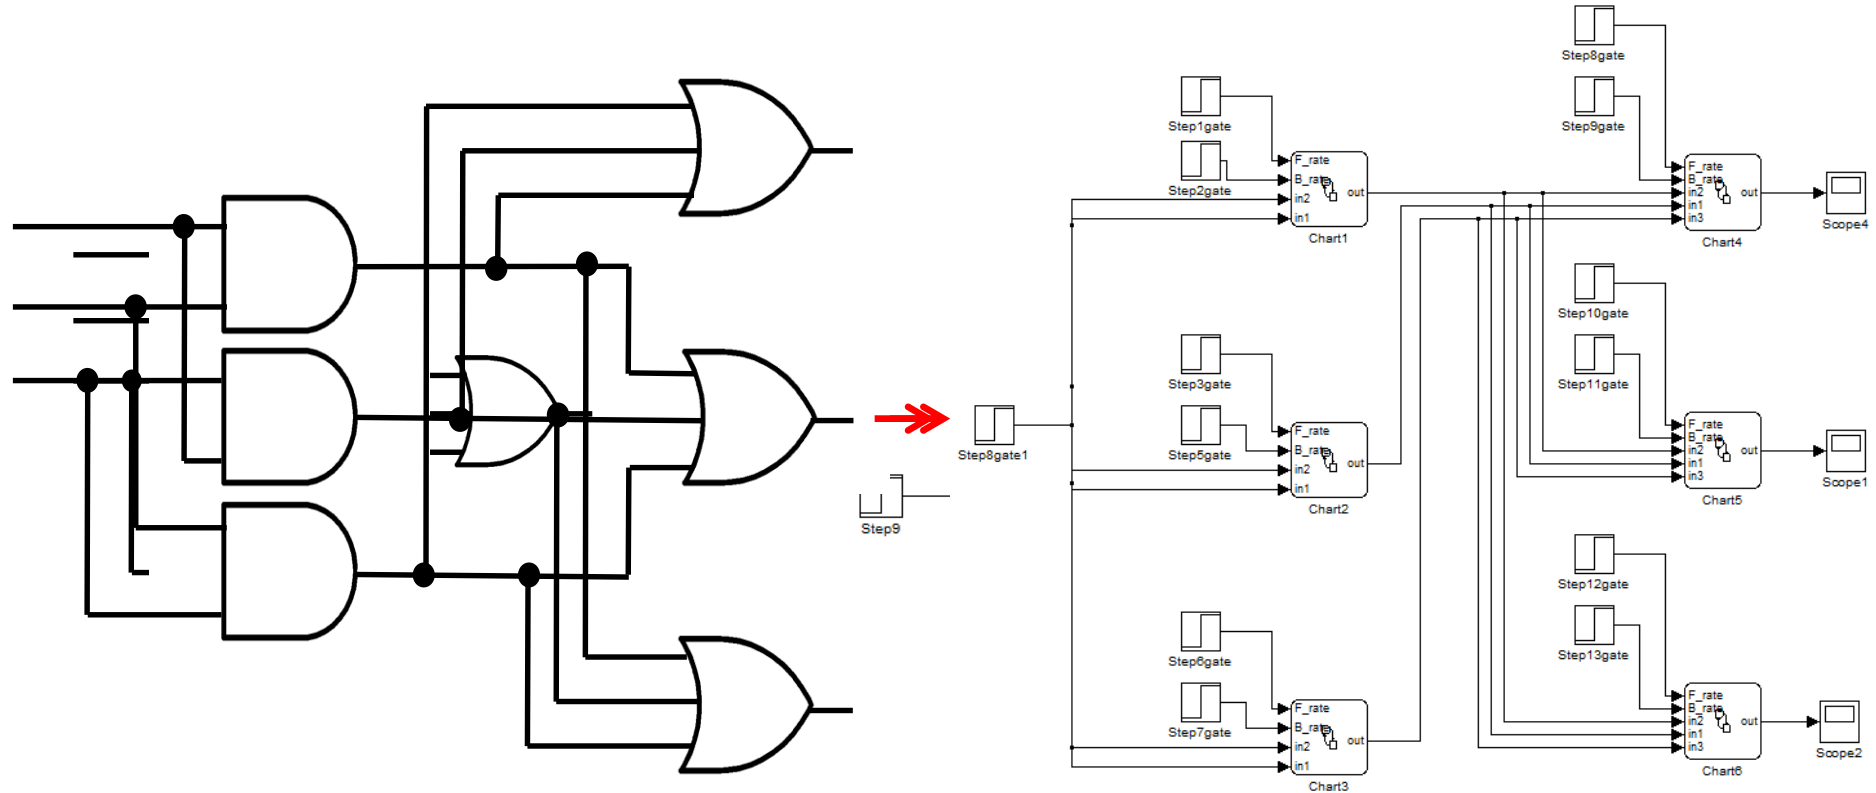 Step8gate
Step9gate
F_rate
B_rate
in2
in1
in3
out
Chart4
Scope4
Step1gate
Step2gate
F_rate
B_rate
in2
in1
out
Chart1
Step10gate
Step11gate
F_rate
B_rate
in2
in1
in3
out
Chart5
Scope1
Step3gate
Step8gate1
Step5gate
F_rate
B_rate
in2
in1
out
Chart2
Step9
Step12gate
Step13gate
F_rate
B_rate
in2
in1
in3
out
Chart6
Scope2
Step6gate
Step7gate
F_rate
B_rate
in2
in1
out
Chart3